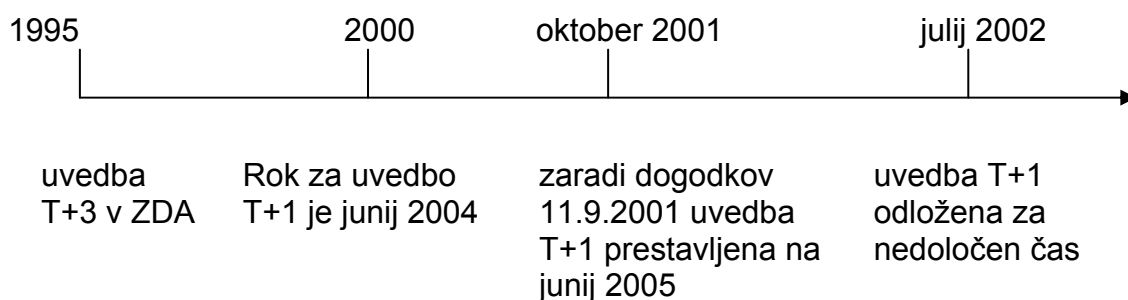 1995 2000 oktober 2001 julij 2002
uvedba
T+3 v ZDA
Rok za uvedbo
T+1 je junij 2004
zaradi dogodkov
11.9.2001 uvedba
T+1 prestavljena na
junij 2005
uvedba T+1
odložena za
nedoločen čas